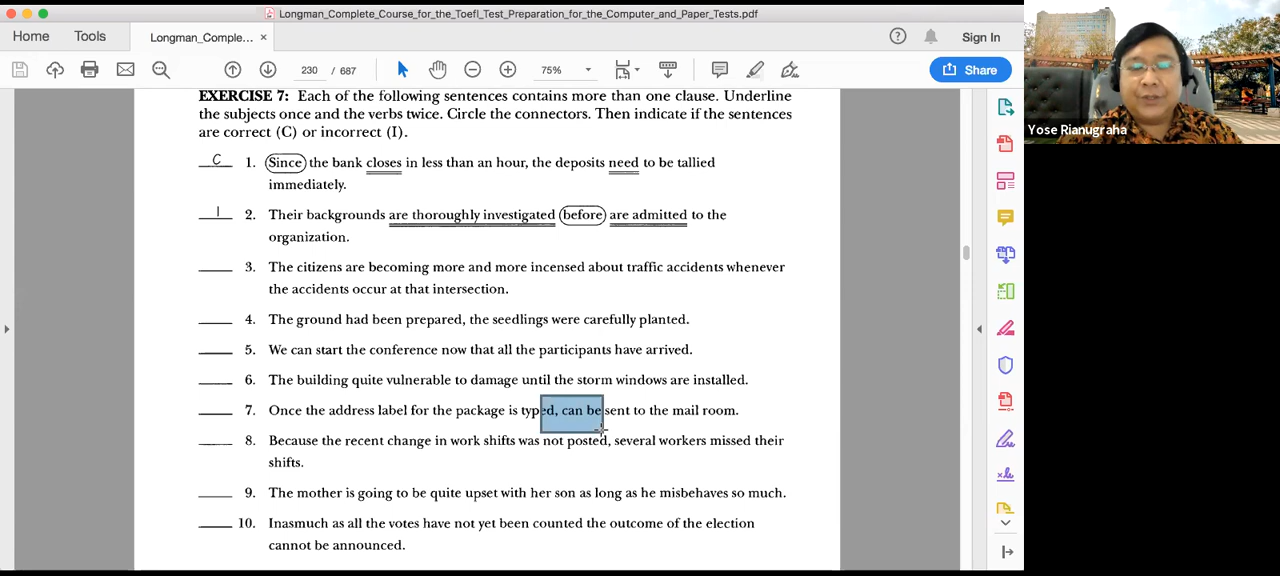 Longman_Complete_Course_for_the_Toefl_Test_Preparation_for_the_Computer_and_Paper_Tests.pdf
Home Tools Longman_Comple... × Sign In
230 / 687 75% Share
Yose Rianugraha
EXERCISE 7: Each of the following sentences contains more than one clause. Underline
the subjects once and the verbs twice. Circle the connectors. Then indicate if the sentences
are correct (C) or incorrect (I).
C 1. Since the bank closes in less than an hour, the deposits need to be tallied
immediately.
I 2. Their backgrounds are thoroughly investigated before are admitted to the
organization.
3. The citizens are becoming more and more incensed about traffic accidents whenever
the accidents occur at that intersection.
4. The ground had been prepared, the seedlings were carefully planted.
5. We can start the conference now that all the participants have arrived.
6. The building quite vulnerable to damage until the storm windows are installed.
7. Once the address label for the package is typed, can be sent to the mail room.
8. Because the recent change in work shifts was not posted, several workers missed their
shifts.
9. The mother is going to be quite upset with her son as long as he misbehaves so much.
10. Inasmuch as all the votes have not yet been counted the outcome of the election
cannot be announced.